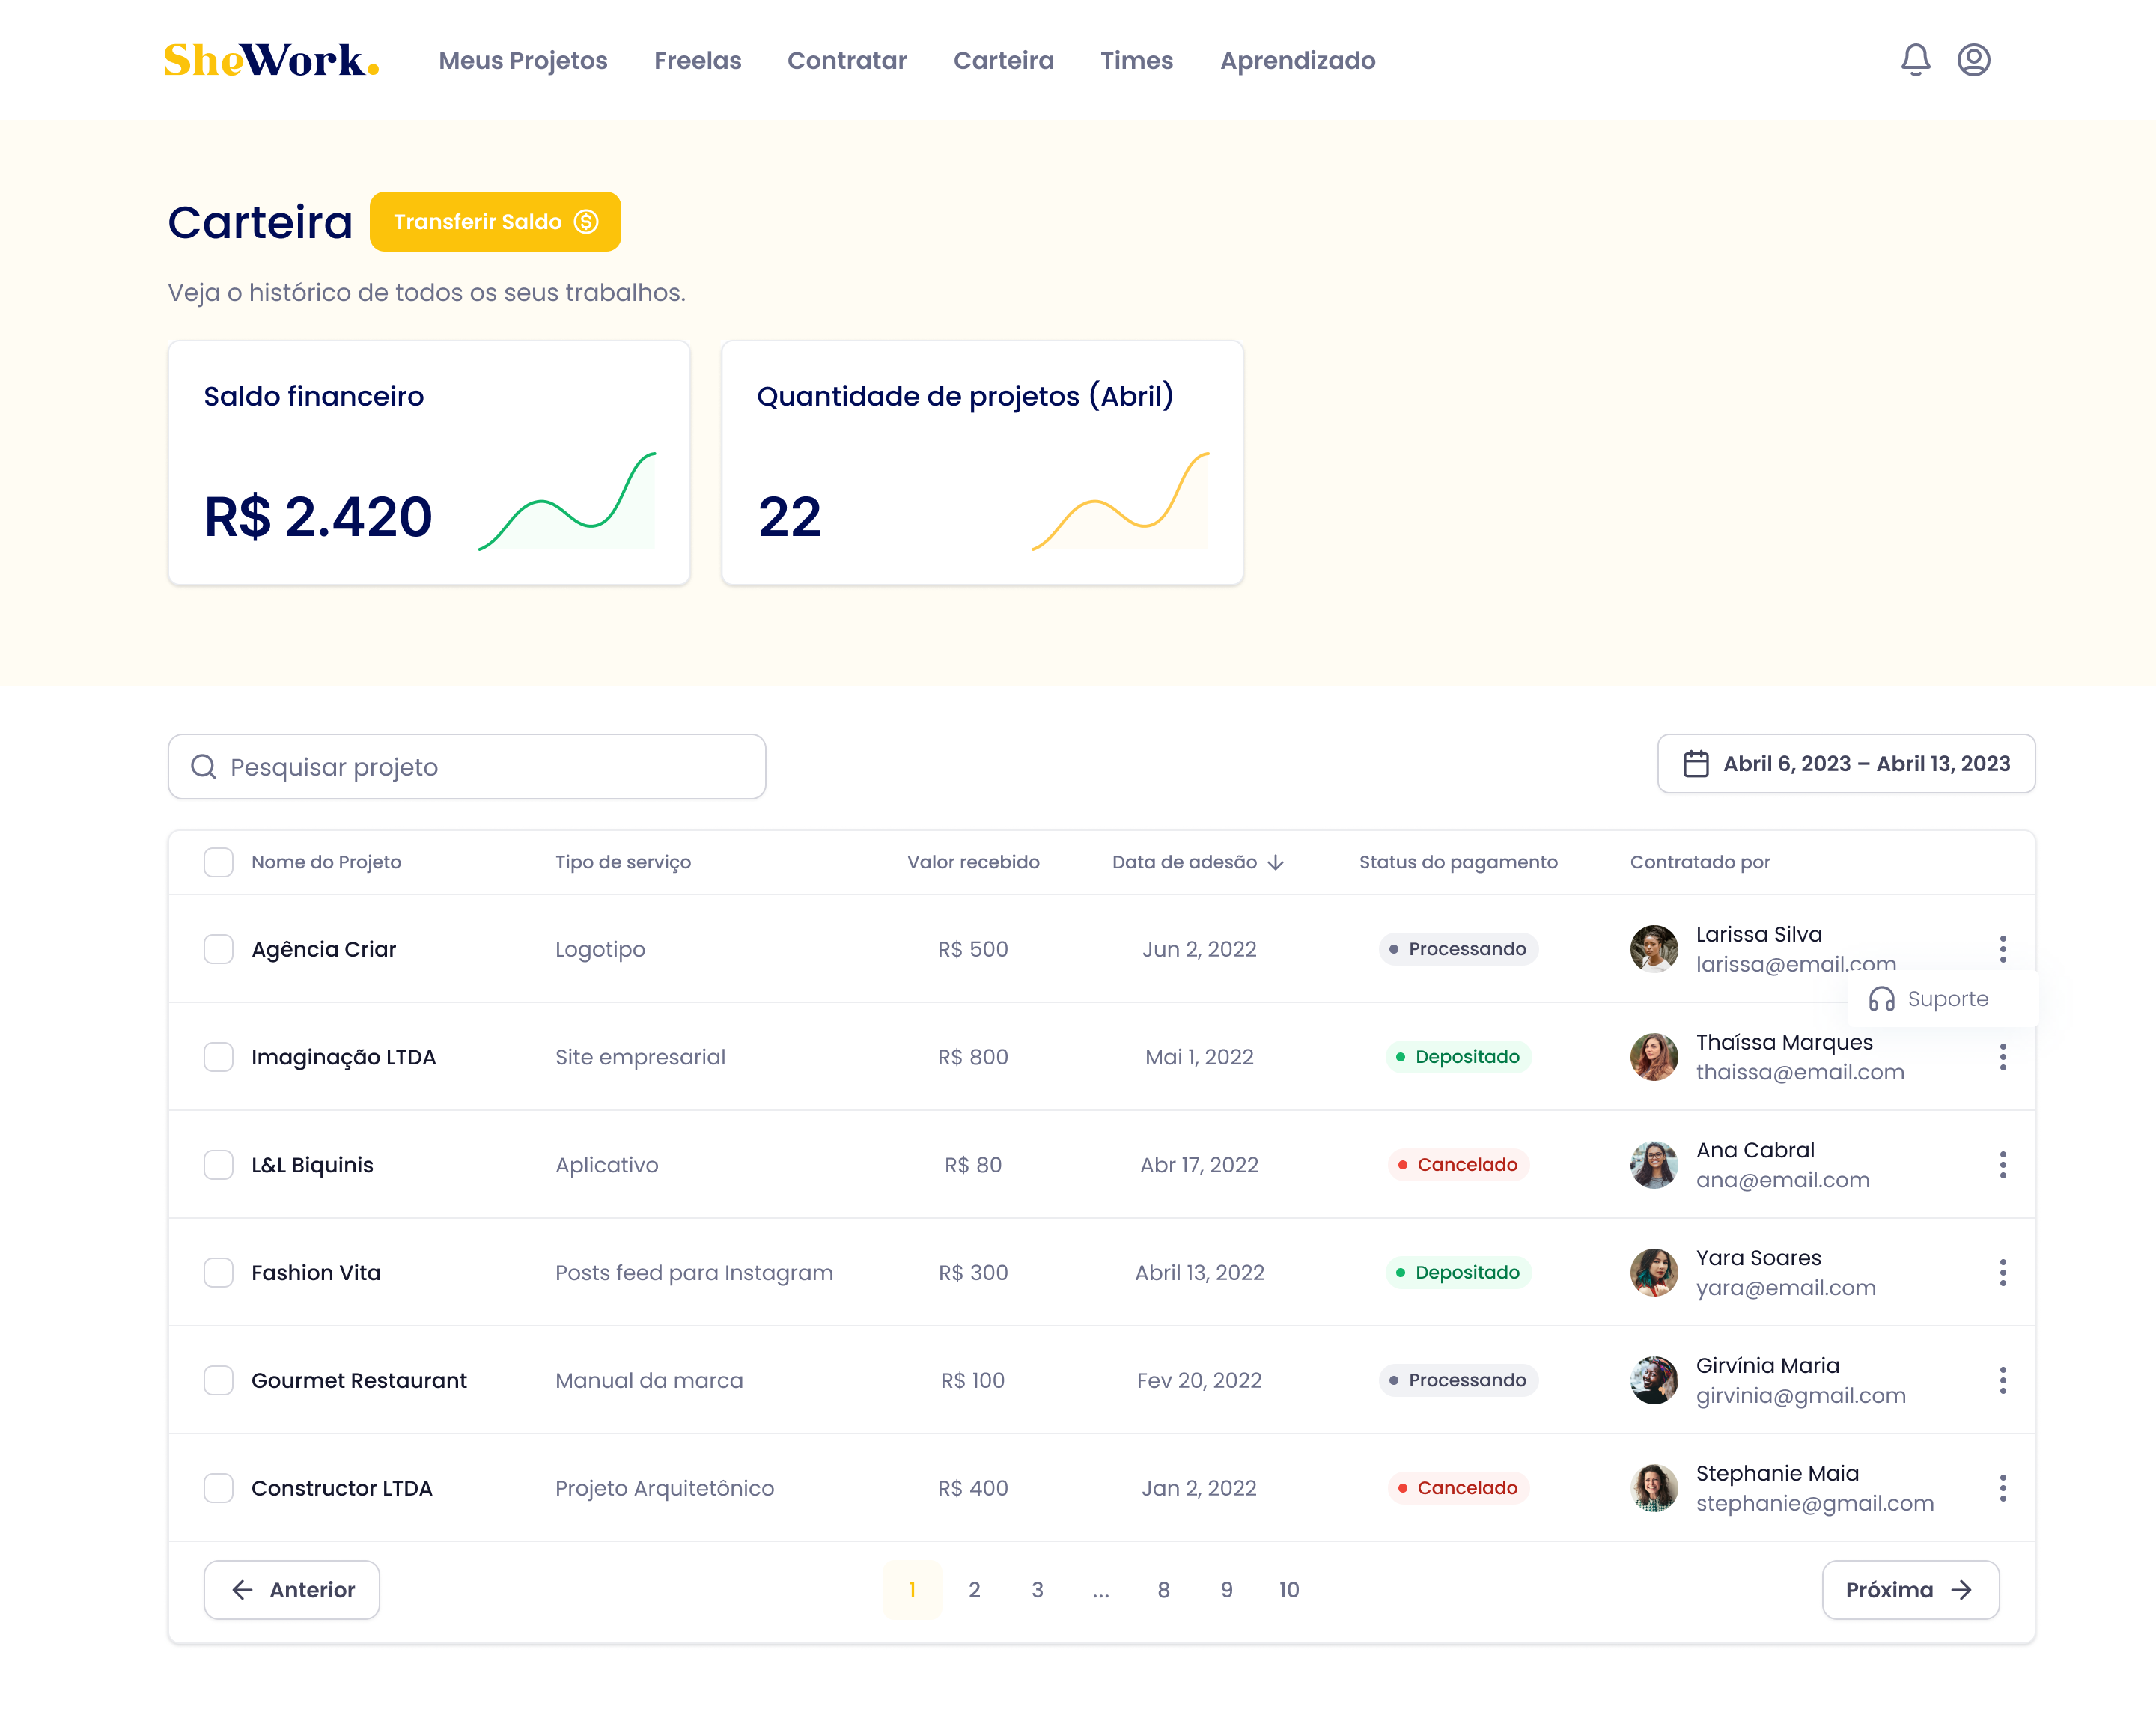 SheWork. Meus Projetos Freelas Contratar Carteira Times Aprendizado
Carteira Transferir Saldo
Veja o histórico de todos os seus trabalhos.
Saldo financeiro
R$ 2.420
Quantidade de projetos (Abril)
22
Pesquisar projeto
Abril 6, 2023 – Abril 13, 2023
Nome do Projeto Tipo de serviço Valor recebido Data de adesão Status do pagamento Contratado por
Agência Criar Logotipo R$ 500 Jun 2, 2022 Processando Larissa Silva
larissa@email.com
Suporte
Imaginação LTDA Site empresarial R$ 800 Mai 1, 2022 Depositado Thaíssa Marques
thaissa@email.com
L&L Biquinis Aplicativo R$ 80 Abr 17, 2022 Cancelado Ana Cabral
ana@email.com
Fashion Vita Posts feed para Instagram R$ 300 Abril 13, 2022 Depositado Yara Soares
yara@email.com
Gourmet Restaurant Manual da marca R$ 100 Fev 20, 2022 Processando Girvínia Maria
girvinia@gmail.com
Constructor LTDA Projeto Arquitetônico R$ 400 Jan 2, 2022 Cancelado Stephanie Maia
stephanie@gmail.com
Anterior 1 2 3 ... 8 9 10 Próxima